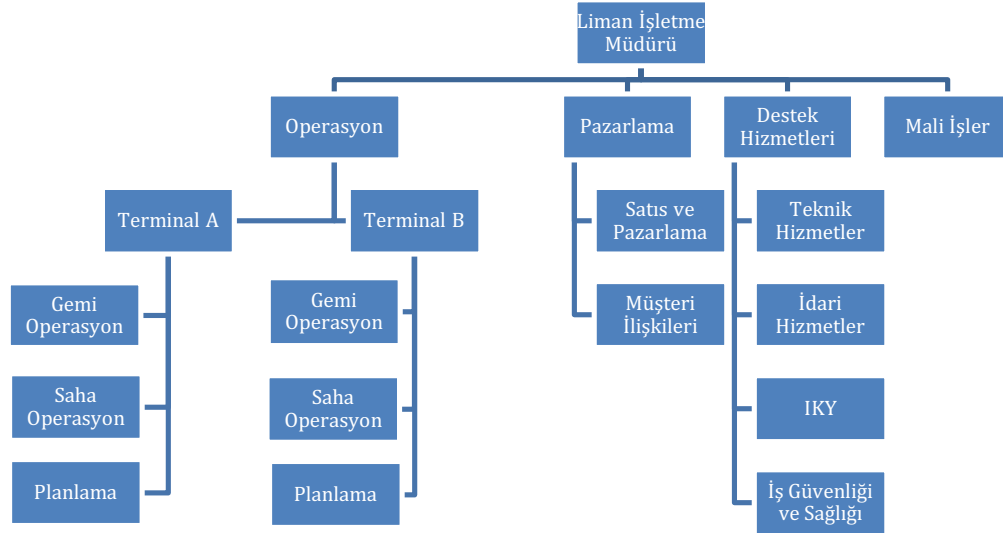 Liman İşletme
Müdürü
Operasyon
Pazarlama
Destek
Hizmetleri
Mali İşler
Terminal A
Terminal B
Satıs ve
Pazarlama
Teknik
Hizmetler
Gemi
Operasyon
Gemi
Operasyon
Müşteri
İlişkileri
İdari
Hizmetler
Saha
Operasyon
Saha
Operasyon
IKY
Planlama
Planlama
İş Güvenliği
ve Sağlığı